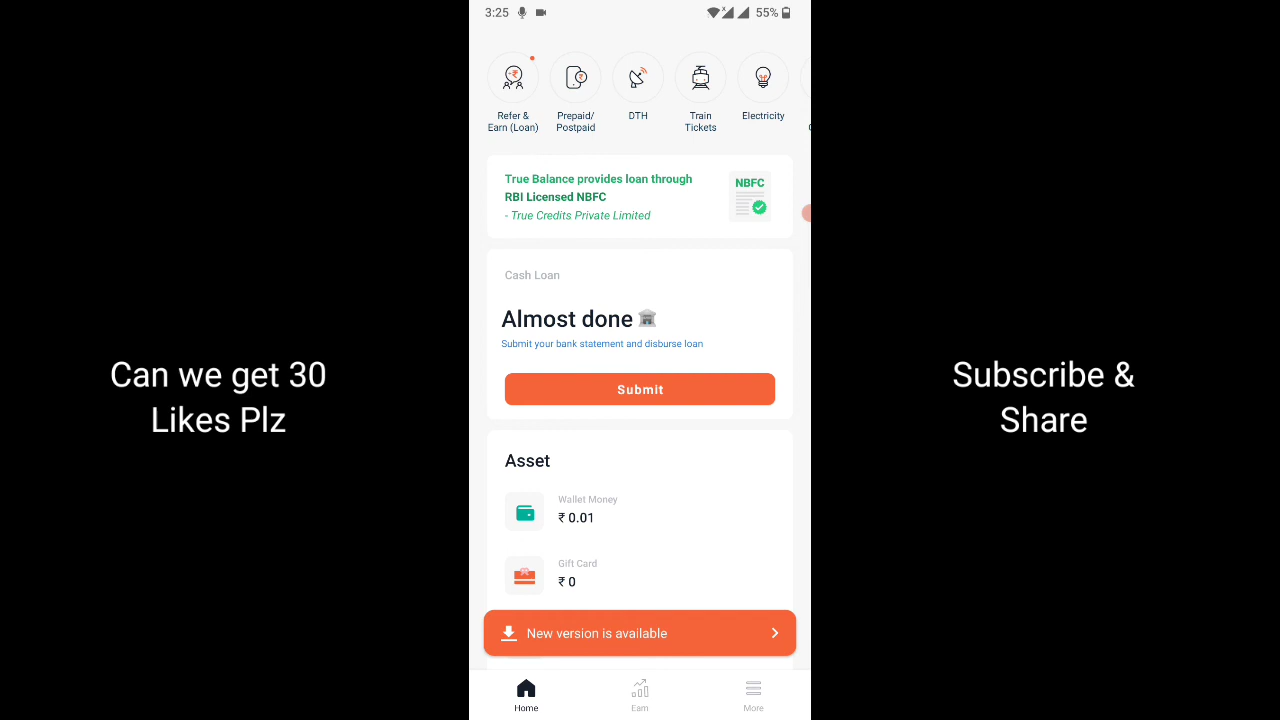 3:25
55%
Refer &
Earn (Loan)
Prepaid/
Postpaid
DTH
Train
Tickets
Electricity
True Balance provides loan through
RBI Licensed NBFC
- True Credits Private Limited
NBFC
Cash Loan
Almost done
Submit your bank statement and disburse loan
Submit
Can we get 30
Likes Plz
Subscribe &
Share
Asset
Wallet Money
₹ 0.01
Gift Card
₹ 0
New version is available
Home
Earn
More